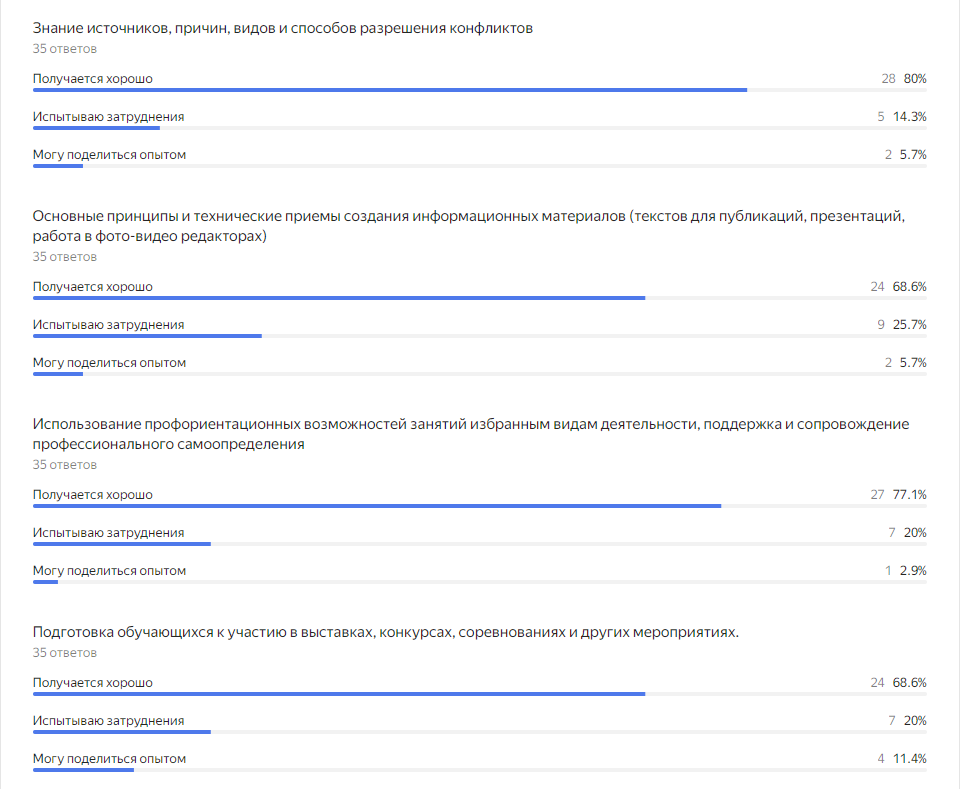 Знание источников, причин, видов и способов разрешения конфликтов
35 ответов
Получается хорошо 28 80%
Испытываю затруднения 5 14.3%
Могу поделиться опытом 2 5.7%
Основные принципы и технические приемы создания информационных материалов (текстов для публикаций, презентаций,
работа в фото-видео редакторах)
35 ответов
Получается хорошо 24 68.6%
Испытываю затруднения 9 25.7%
Могу поделиться опытом 2 5.7%
Использование профориентационных возможностей занятий избранным видам деятельности, поддержка и сопровождение
профессионального самоопределения
35 ответов
Получается хорошо 27 77.1%
Испытываю затруднения 7 20%
Могу поделиться опытом 1 2.9%
Подготовка обучающихся к участию в выставках, конкурсах, соревнованиях и других мероприятиях.
35 ответов
Получается хорошо 24 68.6%
Испытываю затруднения 7 20%
Могу поделиться опытом 4 11.4%